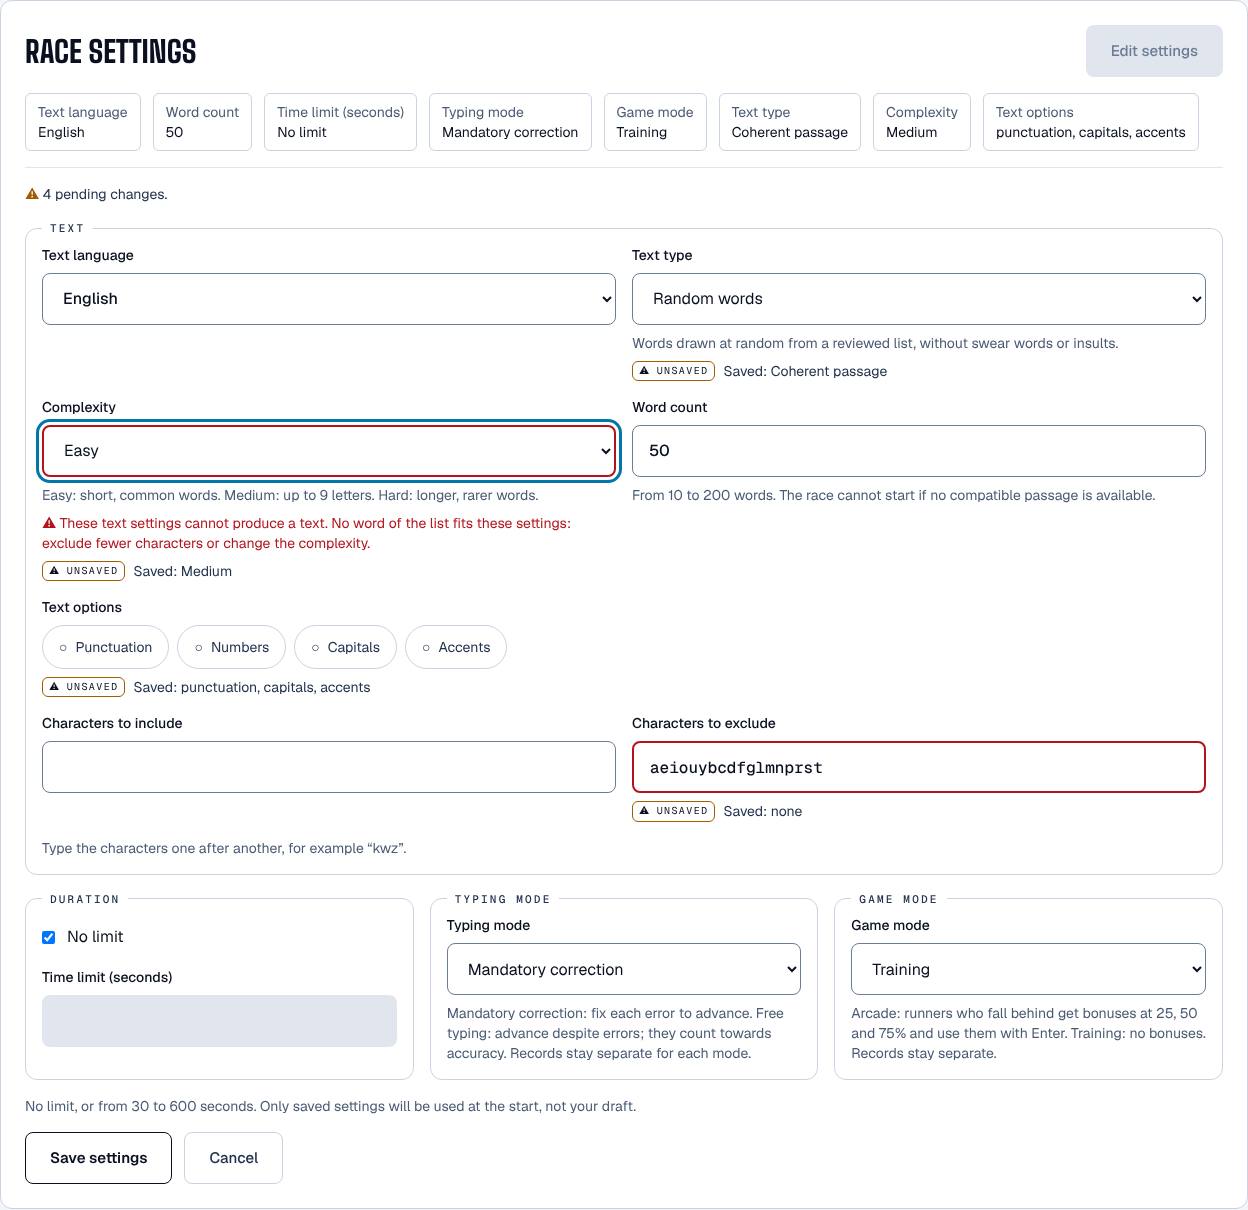 RACE SETTINGS
Edit settings
Text language
English
Word count
50
Time limit (seconds)
No limit
Typing mode
Mandatory correction
Game mode
Training
Text type
Coherent passage
Complexity
Medium
Text options
punctuation, capitals, accents
4 pending changes.
TEXT
Text language
English
Text type
Random words
Words drawn at random from a reviewed list, without swear words or insults.
UNSAVED Saved: Coherent passage
Complexity
Easy
Easy: short, common words. Medium: up to 9 letters. Hard: longer, rarer words.
These text settings cannot produce a text. No word of the list fits these settings:
exclude fewer characters or change the complexity.
UNSAVED Saved: Medium
Word count
50
From 10 to 200 words. The race cannot start if no compatible passage is available.
Text options
Punctuation Numbers Capitals Accents
UNSAVED Saved: punctuation, capitals, accents
Characters to include
Characters to exclude
aeiouybcdfglmnprst
UNSAVED Saved: none
Type the characters one after another, for example “kwz”.
DURATION
No limit
Time limit (seconds)
TYPING MODE
Typing mode
Mandatory correction
Mandatory correction: fix each error to advance. Free
typing: advance despite errors; they count towards
accuracy. Records stay separate for each mode.
GAME MODE
Game mode
Training
Arcade: runners who fall behind get bonuses at 25, 50
and 75% and use them with Enter. Training: no bonuses.
Records stay separate.
No limit, or from 30 to 600 seconds. Only saved settings will be used at the start, not your draft.
Save settings
Cancel